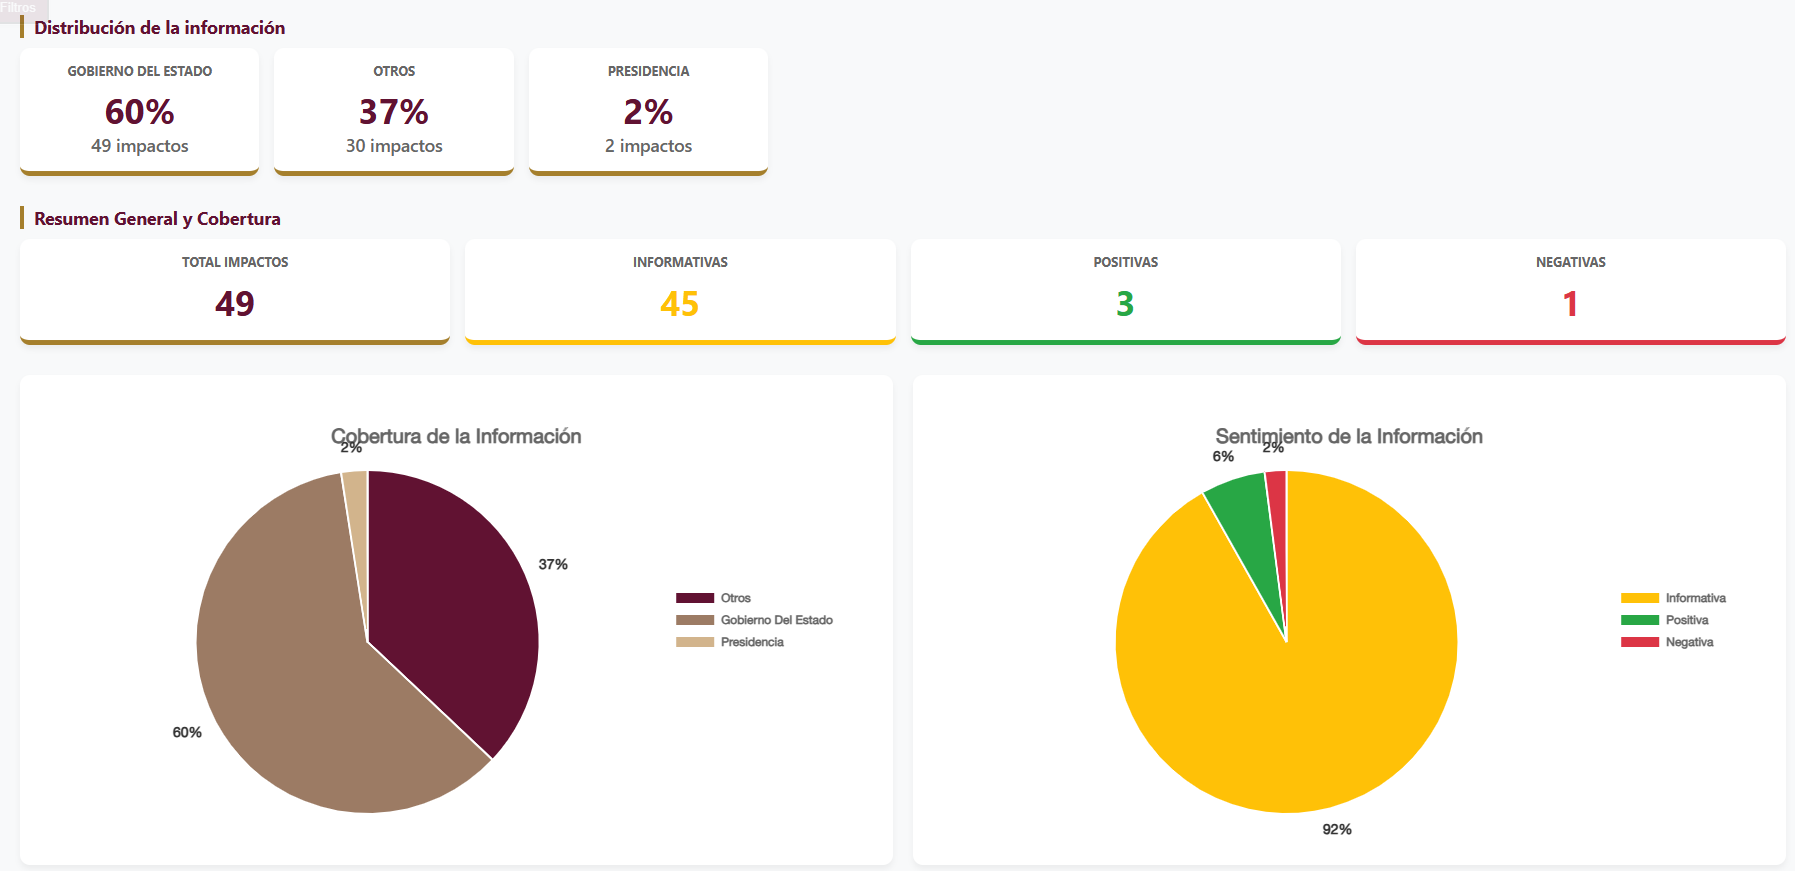 Filtros
Distribución de la información
GOBIERNO DEL ESTADO
60%
49 impactos
OTROS
37%
30 impactos
PRESIDENCIA
2%
2 impactos
Resumen General y Cobertura
TOTAL IMPACTOS
49
INFORMATIVAS
45
POSITIVAS
3
NEGATIVAS
1
Cobertura de la Información
2%
37%
60%
Otros
Gobierno Del Estado
Presidencia
Sentimiento de la Información
2%
6%
92%
Informativa
Positiva
Negativa